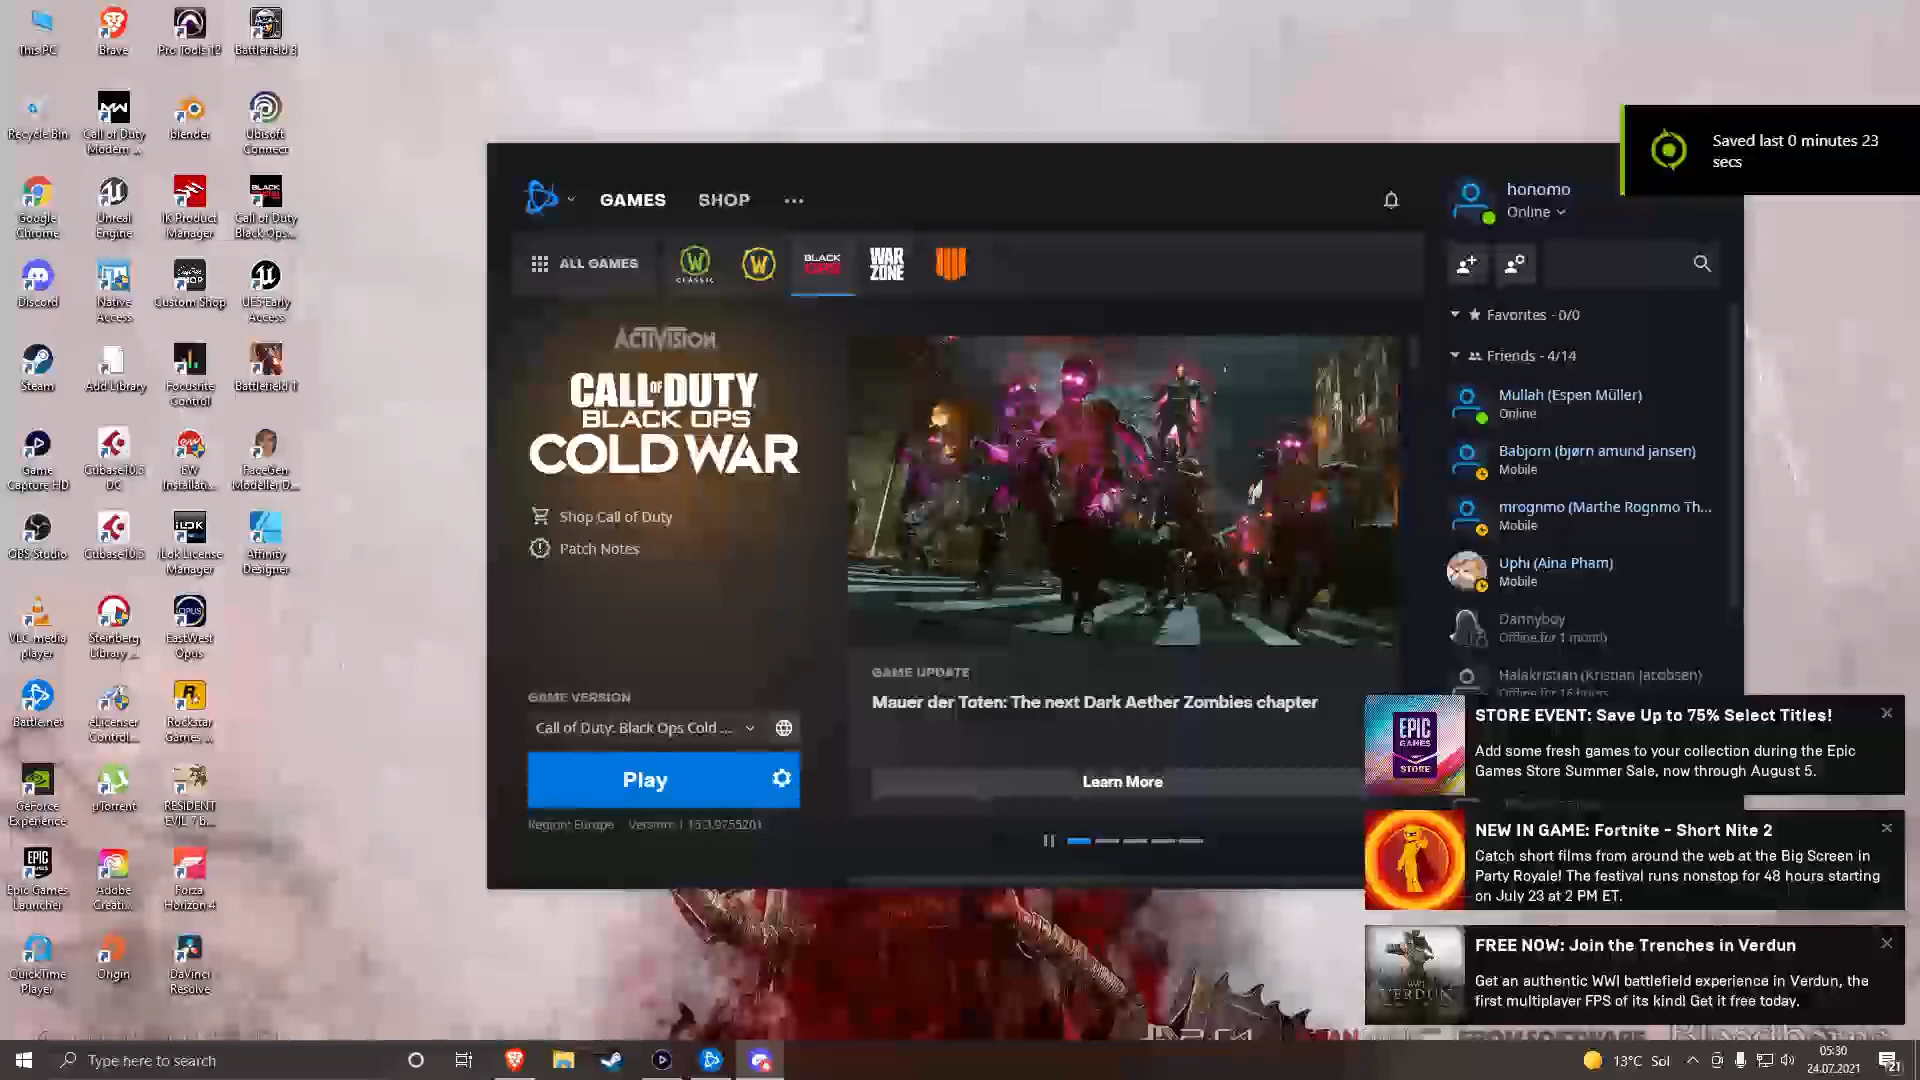 This PC
Brave
Pro Tools 12
Battlefield 3
Recycle Bin
Call of Duty
Modern ...
blender
Ubisoft
Connect
Google
Chrome
Unreal
Engine
IK Product
Manager
Call of Duty
Black Ops...
Discord
Native
Access
Custom Shop
UE5 Early
Access
Steam
Add Library
Focusrite
Control
Battlefield 1
Game
Capture HD
Cubase10.5
DC
EW
Installat...
FaceGen
Modeller D...
OBS Studio
Cubase10.5
iLok License
Manager
Affinity
Designer
VLC media
player
Steinberg
Library ...
EastWest
Opus
Battle.net
eLicenser
Control...
Rockstar
Games ...
GeForce
Experience
µTorrent
RESIDENT
EVIL 7 b...
Epic Games
Launcher
Adobe
Creati...
Forza
Horizon 4
QuickTime
Player
Origin
DaVinci
Resolve
Saved last 0 minutes 23
secs
GAMES
SHOP
...
honomo
Online
ALL GAMES
CLASSIC
BLACK
OPS
WAR
ZONE
ACTIVISION
CALL OF DUTY
BLACK OPS
COLD WAR
Shop Call of Duty
Patch Notes
GAME VERSION
Call of Duty: Black Ops Cold ...
Play
Region: Europe
GAME UPDATE
Mauer der Toten: The next Dark Aether Zombies chapter
Learn More
Favorites - 0/0
Friends - 4/14
Mullah (Espen Müller)
Online
Babjorn (bjørn amund jansen)
Mobile
mrognmo (Marthe Rognmo Th...
Mobile
Uphi (Aina Pham)
Mobile
Dannyboy
Offline for 1 month
Halakristian (Kristian Jacobsen)
Offline for 16 hours
EPIC
GAMES
STORE
STORE EVENT: Save Up to 75% Select Titles!
Add some fresh games to your collection during the Epic
Games Store Summer Sale, now through August 5.
NEW IN GAME: Fortnite - Short Nite 2
Catch short films from around the web at the Big Screen in
Party Royale! The festival runs nonstop for 48 hours starting
on July 23 at 2 PM ET.
VERDUN
FREE NOW: Join the Trenches in Verdun
Get an authentic WWI battlefield experience in Verdun, the
first multiplayer FPS of its kind! Get it free today.
Type here to search
13°C Sol
05:30
24.07.2021
21